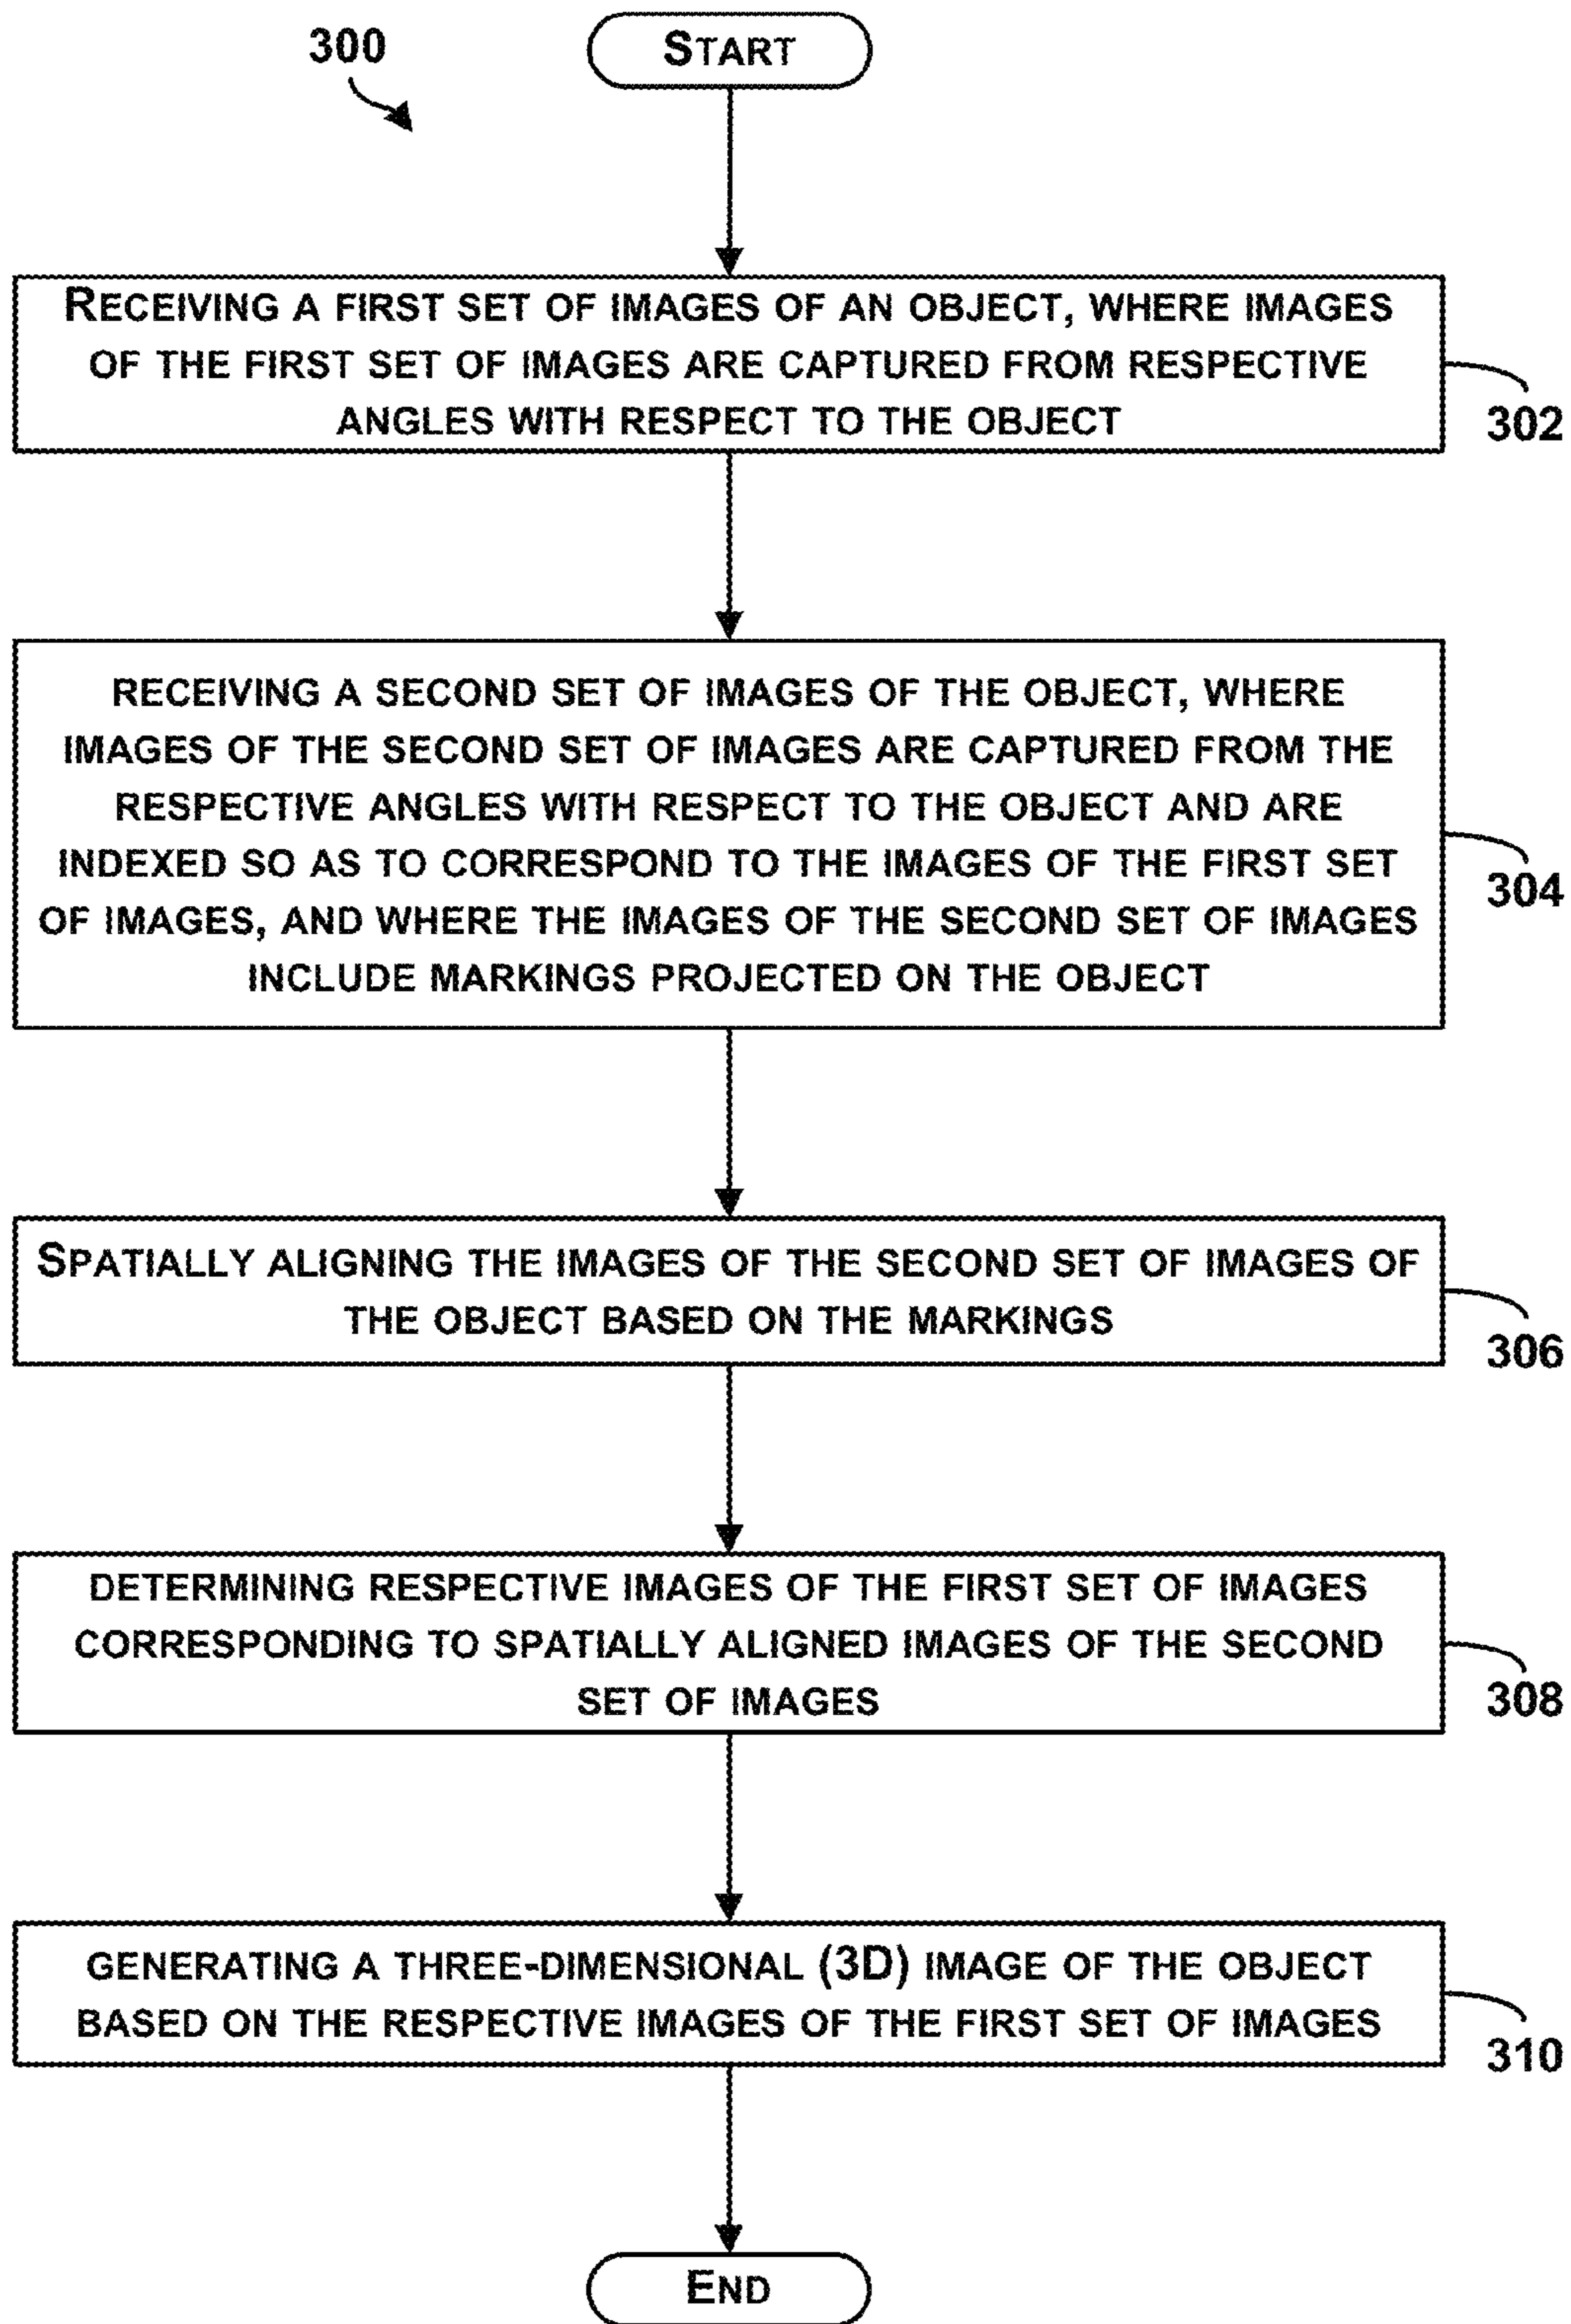 300
START
RECEIVING A FIRST SET OF IMAGES OF AN OBJECT, WHERE IMAGES
OF THE FIRST SET OF IMAGES ARE CAPTURED FROM RESPECTIVE
ANGLES WITH RESPECT TO THE OBJECT
302
RECEIVING A SECOND SET OF IMAGES OF THE OBJECT, WHERE
IMAGES OF THE SECOND SET OF IMAGES ARE CAPTURED FROM THE
RESPECTIVE ANGLES WITH RESPECT TO THE OBJECT AND ARE
INDEXED SO AS TO CORRESPOND TO THE IMAGES OF THE FIRST SET
OF IMAGES, AND WHERE THE IMAGES OF THE SECOND SET OF IMAGES
INCLUDE MARKINGS PROJECTED ON THE OBJECT
304
SPATIALLY ALIGNING THE IMAGES OF THE SECOND SET OF IMAGES OF
THE OBJECT BASED ON THE MARKINGS
306
DETERMINING RESPECTIVE IMAGES OF THE FIRST SET OF IMAGES
CORRESPONDING TO SPATIALLY ALIGNED IMAGES OF THE SECOND
SET OF IMAGES
308
GENERATING A THREE-DIMENSIONAL (3D) IMAGE OF THE OBJECT
BASED ON THE RESPECTIVE IMAGES OF THE FIRST SET OF IMAGES
310
END